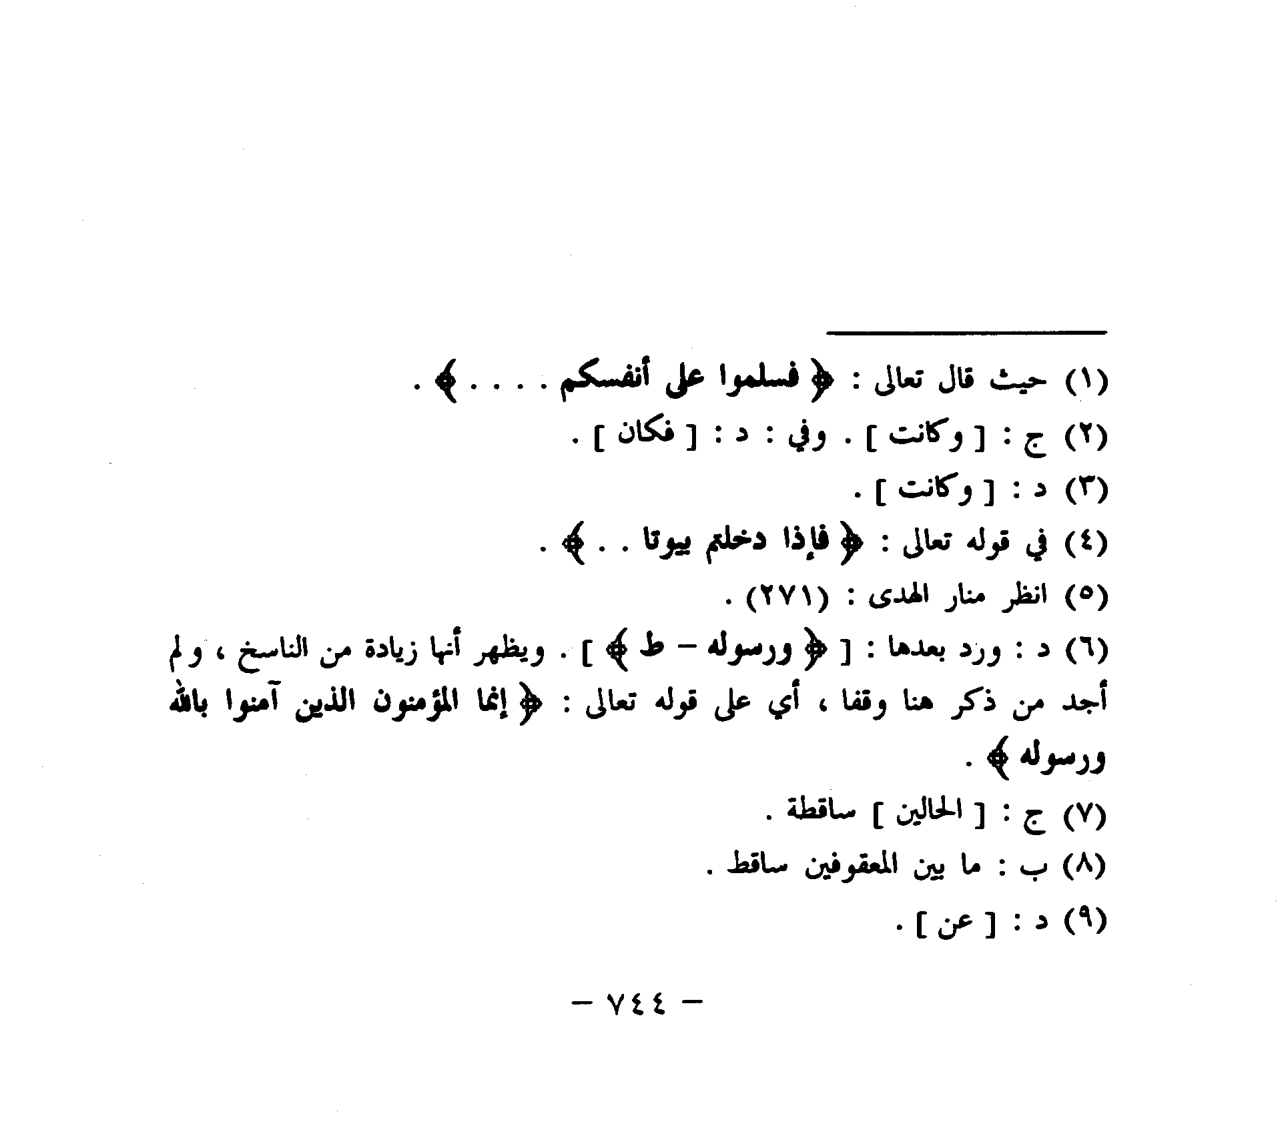 (١) حيث قال تعالى : ﴿ فسلموا على أنفسكم . . . . ﴾ .
(٢) ج : [ وكانت ] . وفي : د : [ فكان ] .
(٣) د : [ وكانت ] .
(٤) في قوله تعالى : ﴿ فإذا دخلتم بيوتا . . ﴾ .
(٥) انظر منار الهدى : (٢٧١) .
(٦) د : ورد بعدها : [ ﴿ ورسوله – ط ﴾ ] . ويظهر أنها زيادة من الناسخ ، ولم
أجد من ذكر هنا وقفا ، أي على قوله تعالى : ﴿ إنما المؤمنون الذين آمنوا بالله
ورسوله ﴾ .
(٧) ج : [ الحالين ] ساقطة .
(٨) ب : ما بين المعقوفين ساقط .
(٩) د : [ عن ] .
– ٧٤٤ –